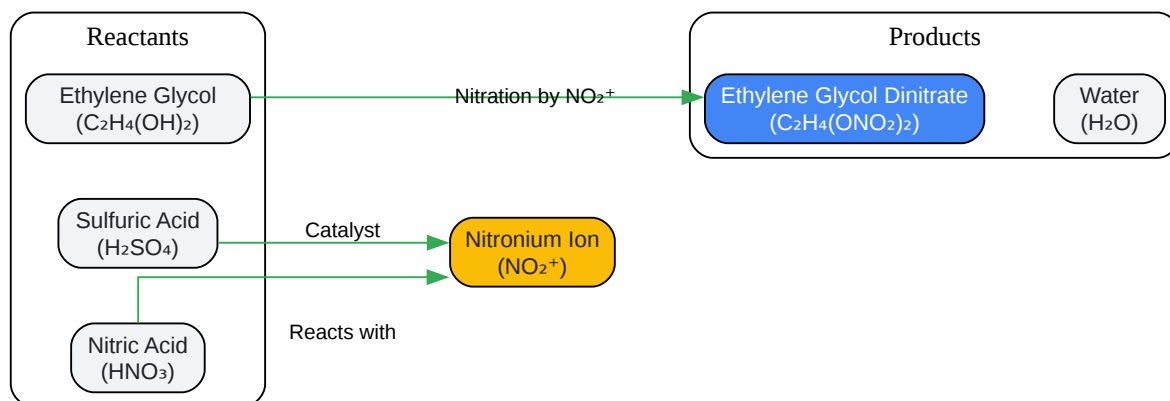 Reactants
Products
Ethylene Glycol
(C₂H₄(OH)₂)
Nitration by NO₂⁺
Ethylene Glycol Dinitrate
(C₂H₄(ONO₂)₂)
Water
(H₂O)
Sulfuric Acid
(H₂SO₄)
Catalyst
Nitronium Ion
(NO₂⁺)
Reacts with
Nitric Acid
(HNO₃)